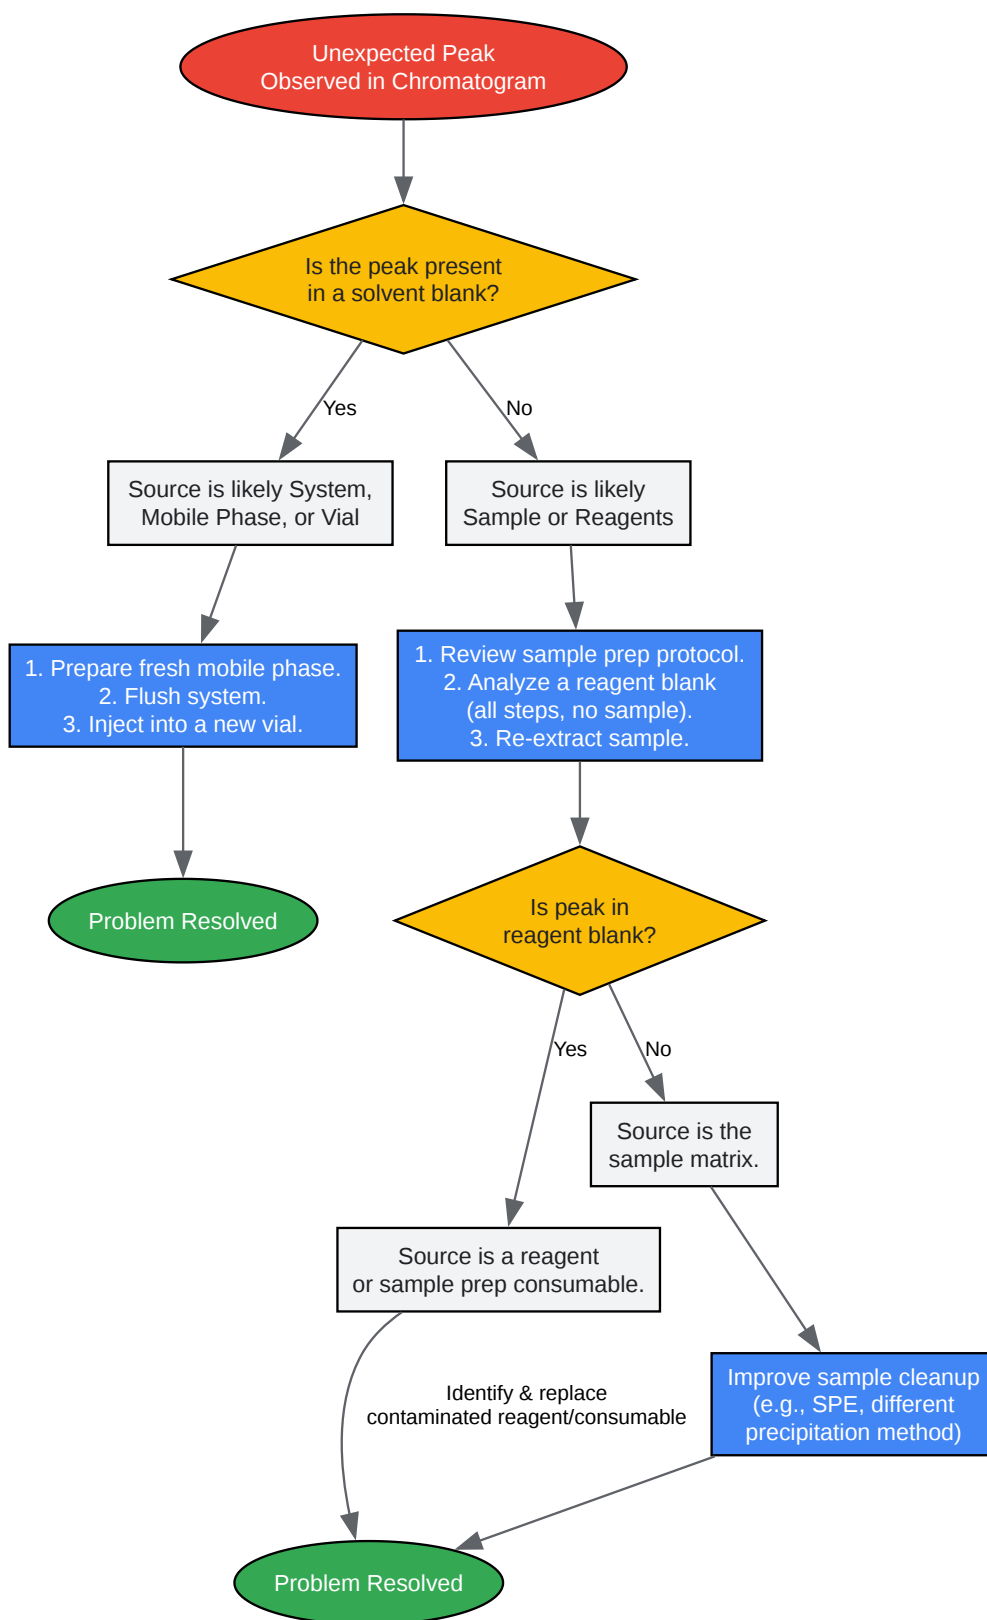 Unexpected Peak
Observed in Chromatogram
Is the peak present
in a solvent blank?
Yes
No
Source is likely System,
Mobile Phase, or Vial
Source is likely
Sample or Reagents
1. Prepare fresh mobile phase.
2. Flush system.
3. Inject into a new vial.
1. Review sample prep protocol.
2. Analyze a reagent blank
(all steps, no sample).
3. Re-extract sample.
Problem Resolved
Is peak in
reagent blank?
Yes
No
Source is the
sample matrix.
Source is a reagent
or sample prep consumable.
Identify & replace
contaminated reagent/consumable
Improve sample cleanup
(e.g., SPE, different
precipitation method)
Problem Resolved